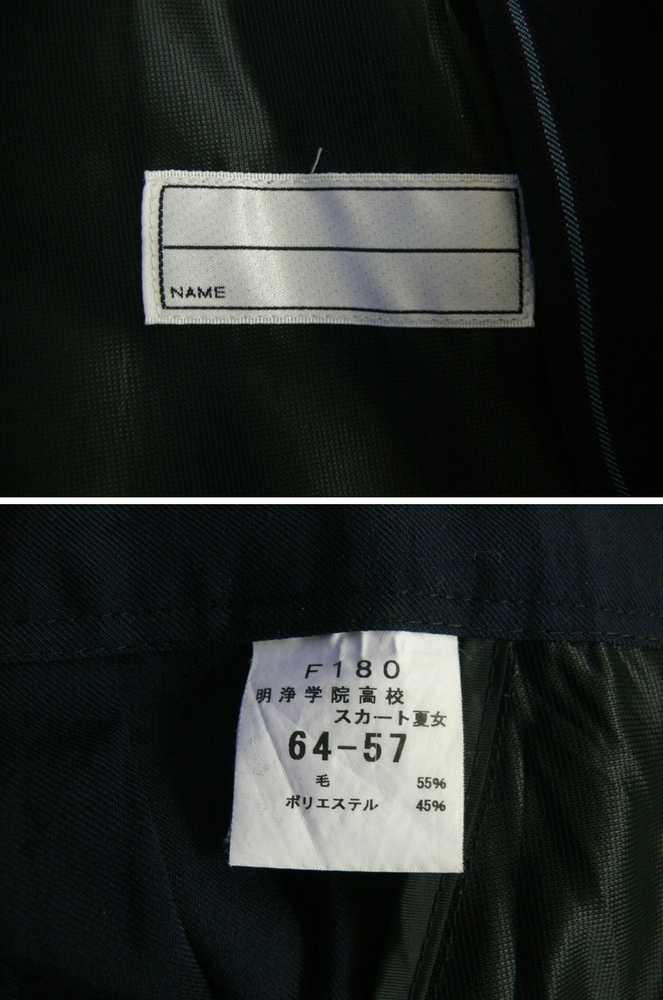 NAME
F180
明浄学院高校
スカート夏女
64-57
毛 55%
ポリエステル 45%